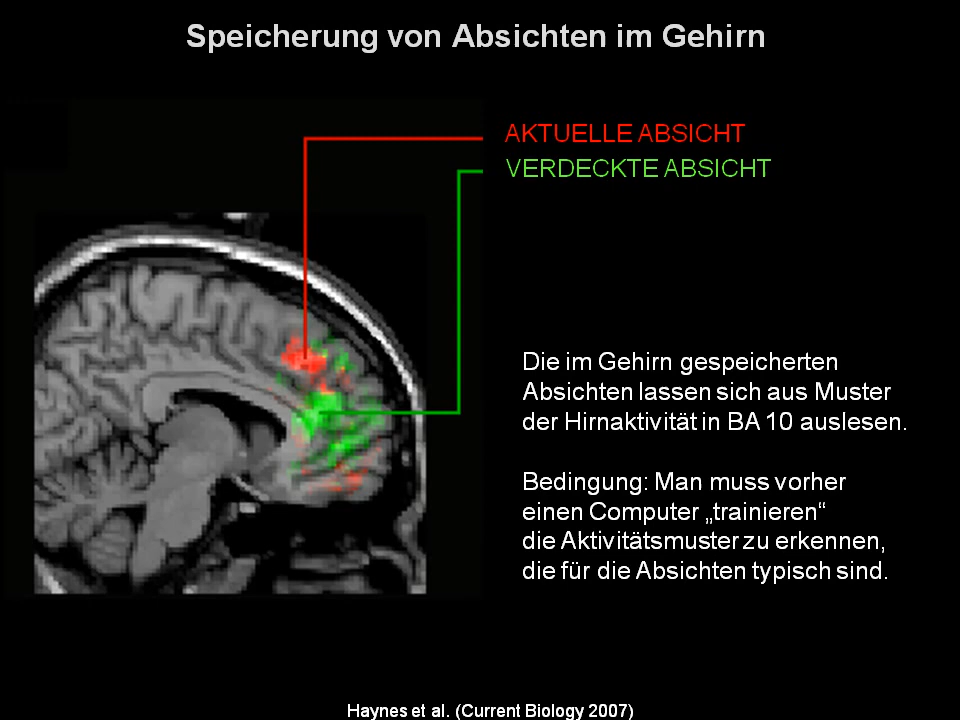 Speicherung von Absichten im Gehirn
AKTUELLE ABSICHT
VERDECKTE ABSICHT
Die im Gehirn gespeicherten
Absichten lassen sich aus Muster
der Hirnaktivität in BA 10 auslesen.
Bedingung: Man muss vorher
einen Computer „trainieren“
die Aktivitätsmuster zu erkennen,
die für die Absichten typisch sind.
Haynes et al. (Current Biology 2007)